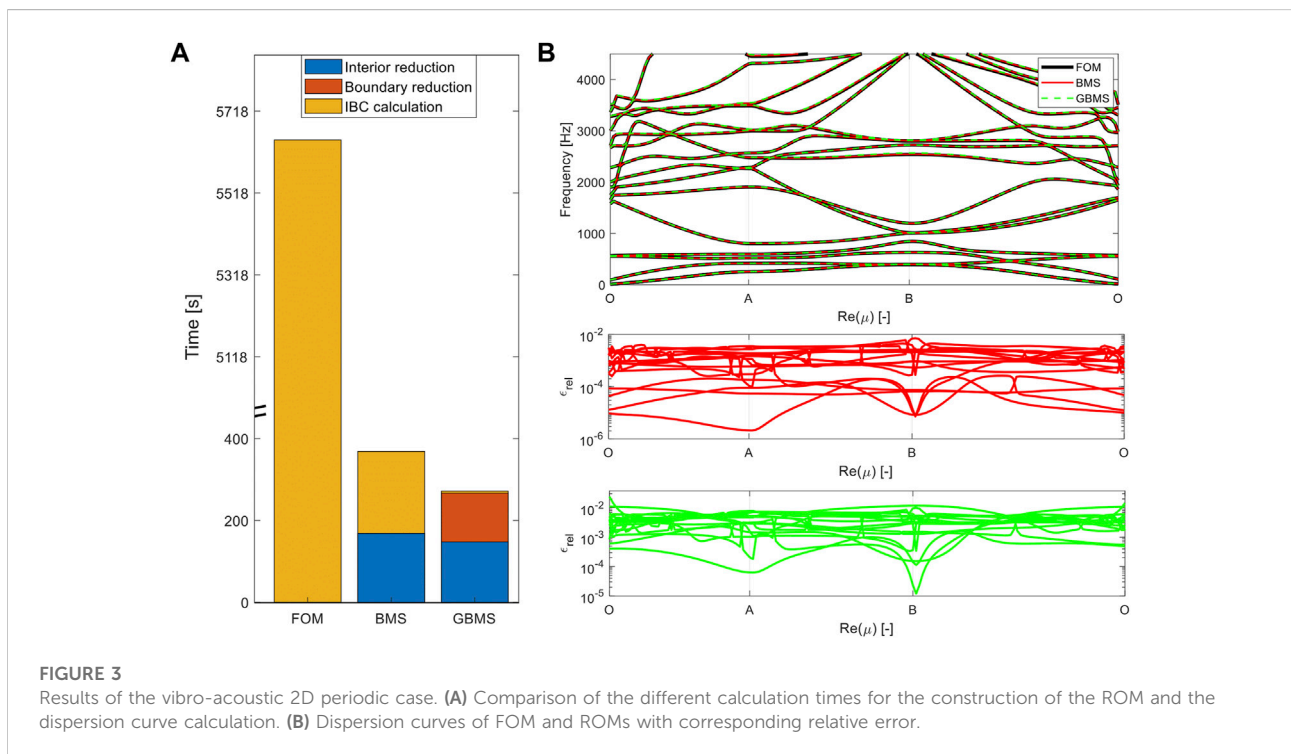 A
Interior reduction
Boundary reduction
IBC calculation
Time [s]
5718
5518
5318
5118
400
200
0
FOM
BMS
GBMS
B
FOM
BMS
GBMS
Frequency [Hz]
4000
3000
2000
1000
0
O
A
B
O
Re(μ) [-]
ϵrel
10-2
10-4
10-6
O
A
B
O
Re(μ) [-]
ϵrel
10-2
10-3
10-4
10-5
O
A
B
O
Re(μ) [-]
FIGURE 3
Results of the vibro-acoustic 2D periodic case. (A) Comparison of the different calculation times for the construction of the ROM and the
dispersion curve calculation. (B) Dispersion curves of FOM and ROMs with corresponding relative error.